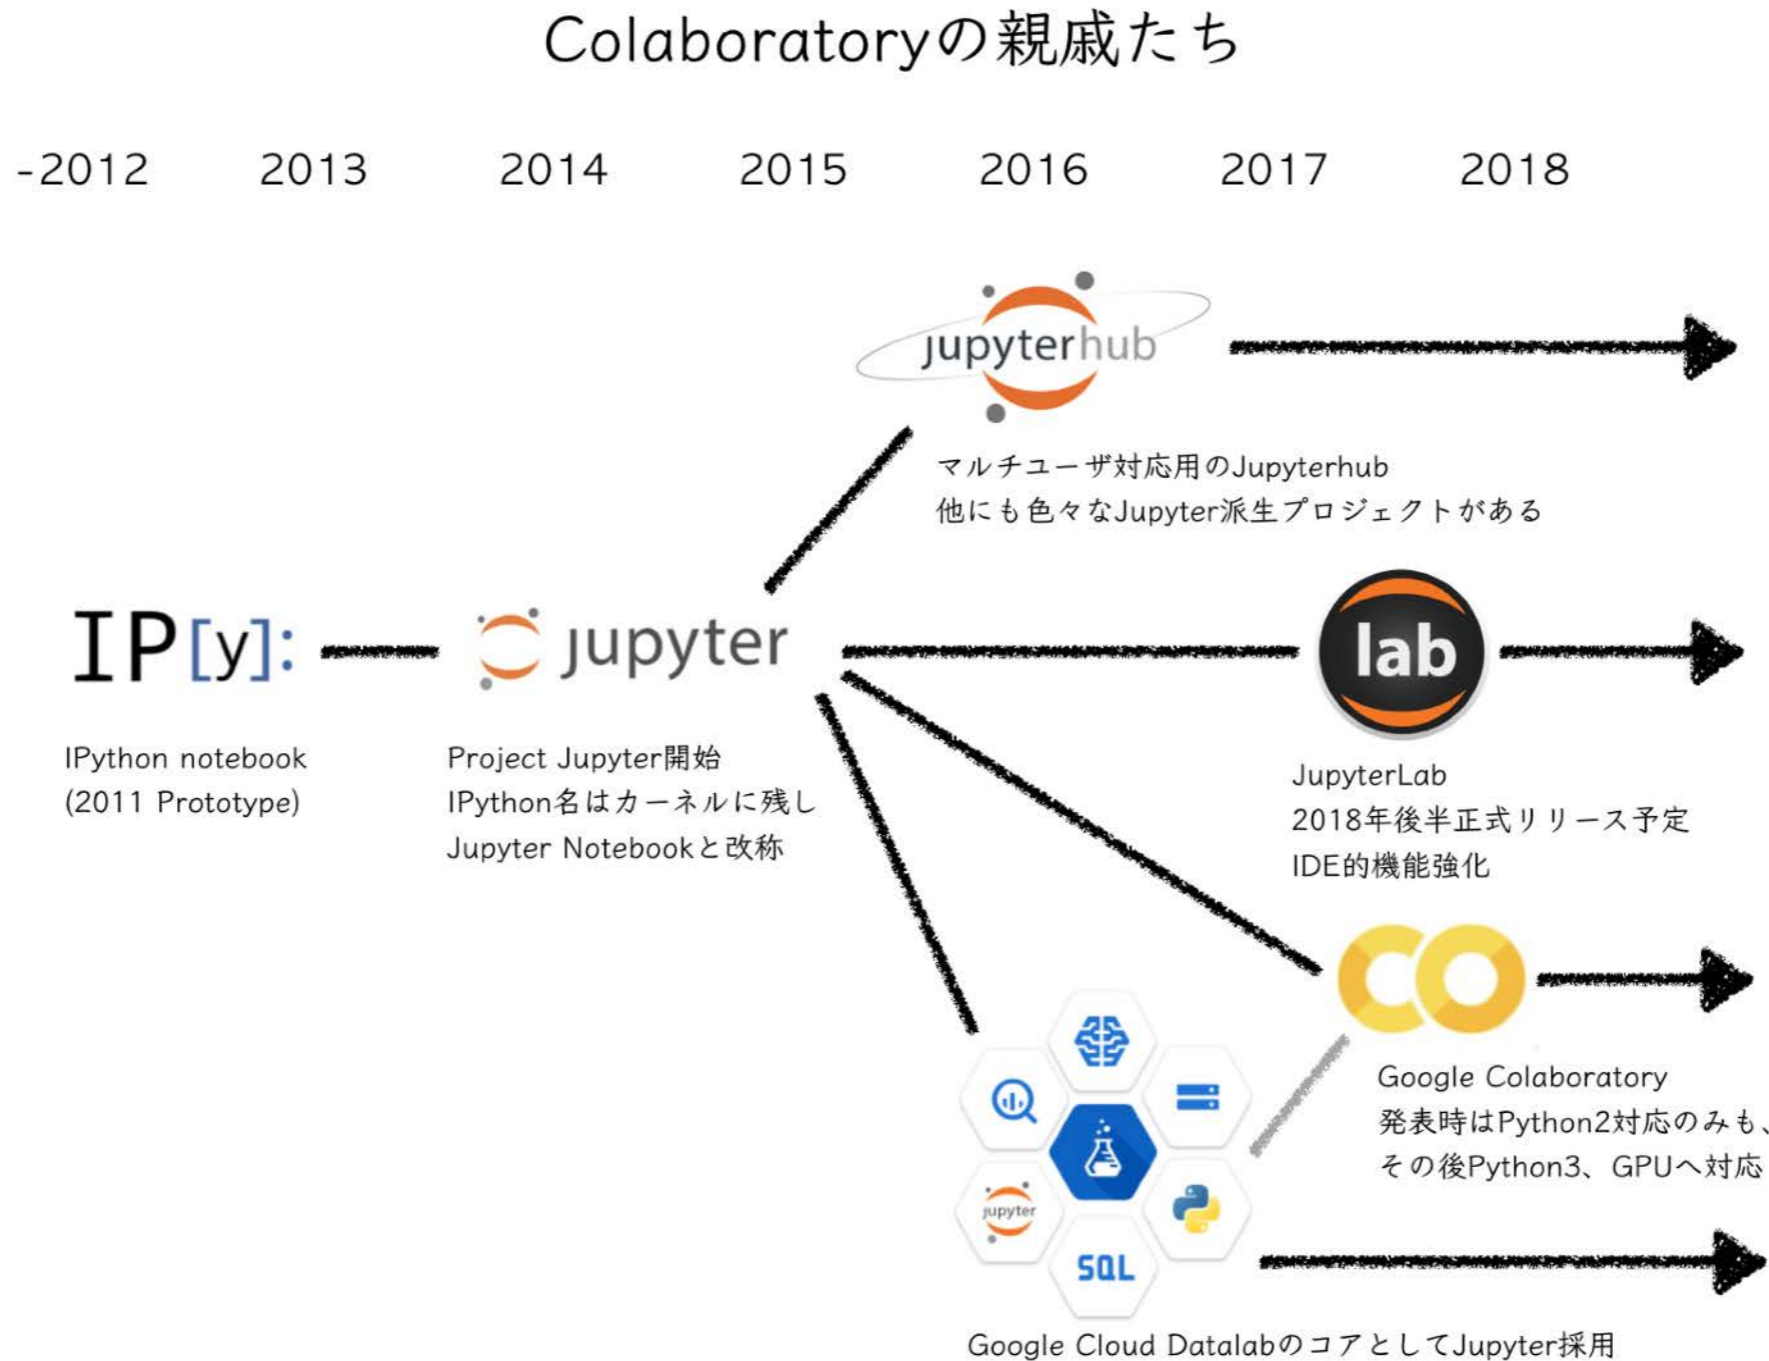 Colaboratoryの親戚たち
-2012 2013 2014 2015 2016 2017 2018
jupyterhub
マルチユーザ対応用のJupyterhub
他にも色々なJupyter派生プロジェクトがある
IP[y]:
jupyter
lab
IPython notebook
(2011 Prototype)
Project Jupyter開始
IPython名はカーネルに残し
Jupyter Notebookと改称
JupyterLab
2018年後半正式リリース予定
IDE的機能強化
CO
Google Colaboratory
発表時はPython2対応のみも、
その後Python3、GPUへ対応
jupyter
SQL
Google Cloud DatalabのコアとしてJupyter採用